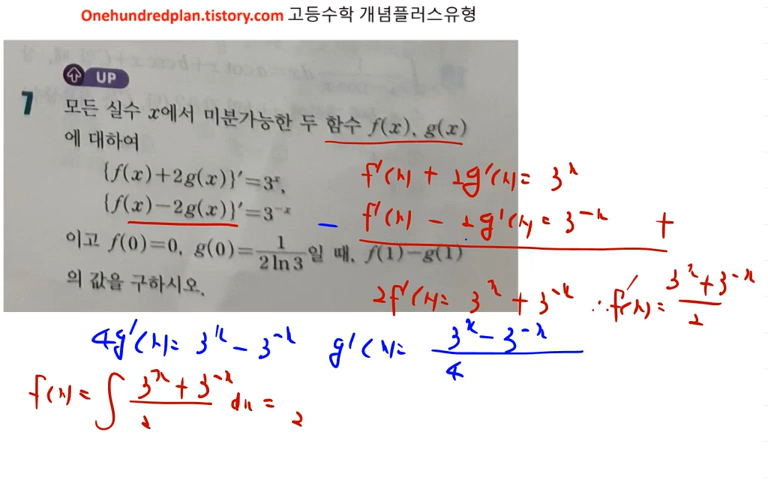 Onehundredplan.tistory.com 고등수학 개념플러스유형
UP
7 모든 실수 x에서 미분가능한 두 함수 f(x), g(x)
에 대하여
{f(x)+2g(x)}'=3^x,
{f(x)-2g(x)}'=3^-x
이고 f(0)=0, g(0)=1/(2 ln 3)일 때, f(1)-g(1)
의 값을 구하시오.
f'(x) + 2g'(x) = 3^x
- f'(x) - 2g'(x) = 3^-x +
2f'(x) = 3^x + 3^-x ∴ f'(x) = (3^x + 3^-x)/2
4g'(x) = 3^x - 3^-x g'(x) = (3^x - 3^-x)/4
f(x) = ∫ (3^x + 3^-x)/2 dx = 2